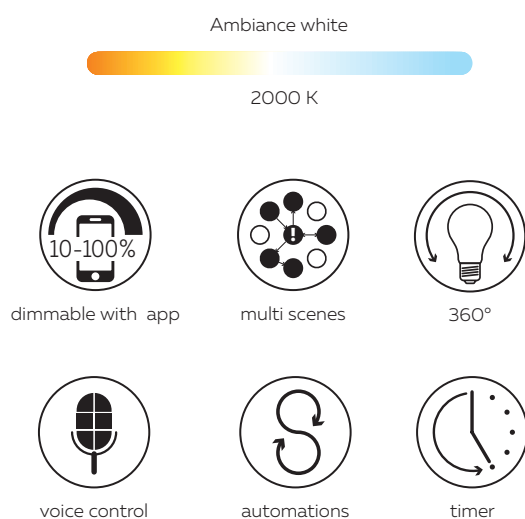 Ambiance white
2000 K
10-100%
dimmable with app
multi scenes
360°
voice control
automations
timer